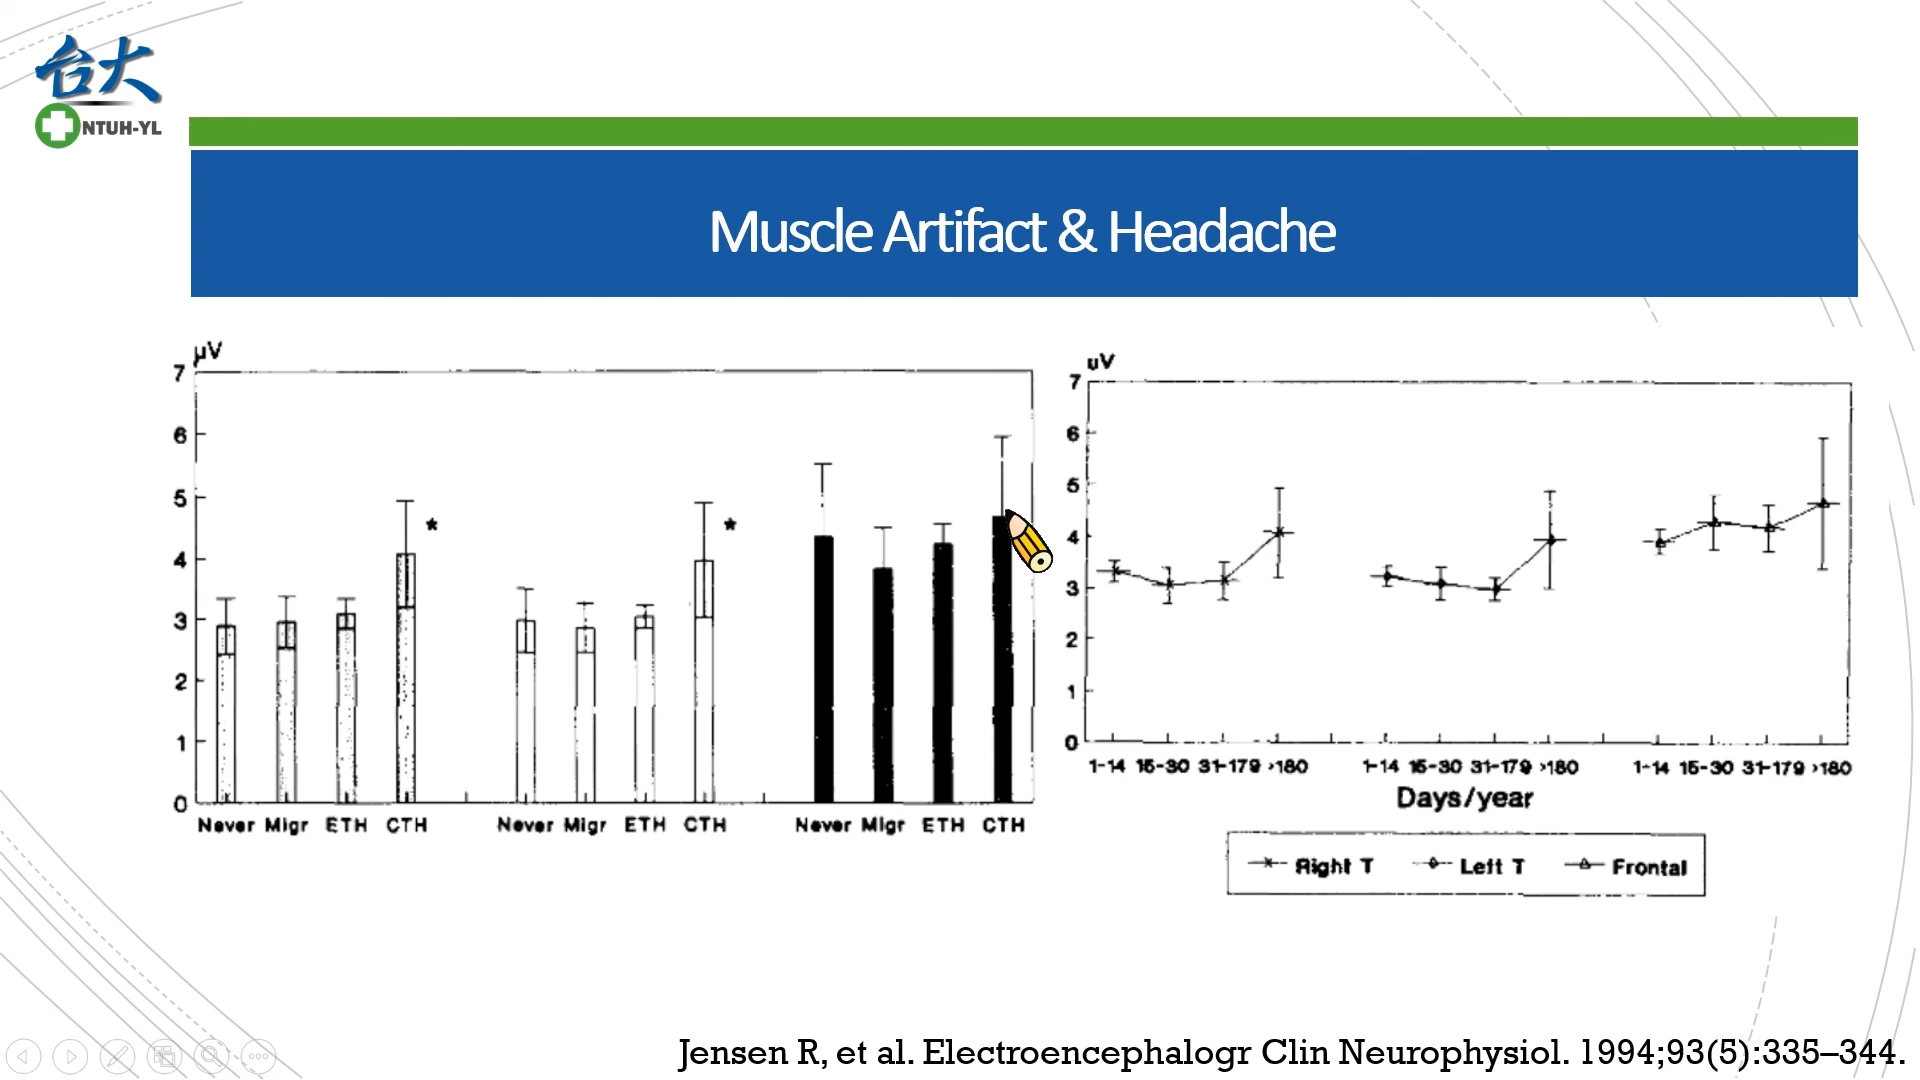 台大
NTUH-YL
Muscle Artifact & Headache
µV
7
6
5
4
3
2
1
0
*
*
Never Migr ETH CTH
Never Migr ETH CTH
Never Migr ETH CTH
uV
7
6
5
4
3
2
1
0
1-14 15-30 31-179 >180
1-14 15-30 31-179 >180
1-14 15-30 31-179 >180
Days/year
Right T Left T Frontal
Jensen R, et al. Electroencephalogr Clin Neurophysiol. 1994;93(5):335–344.